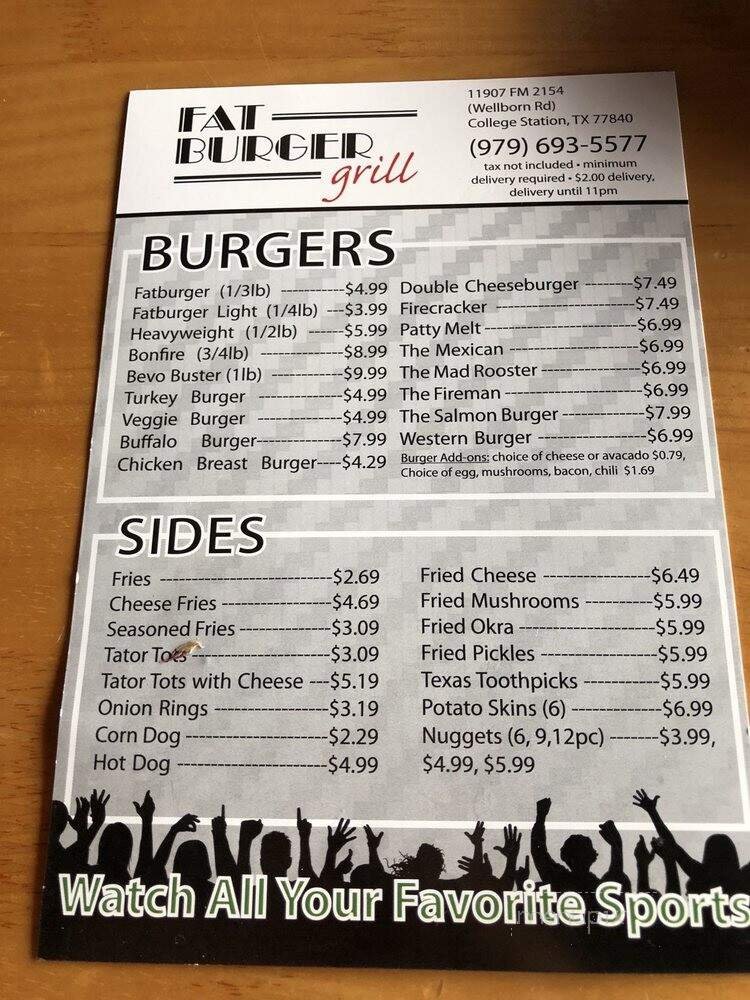 FAT
BURGER
grill
11907 FM 2154
(Wellborn Rd)
College Station, TX 77840
(979) 693-5577
tax not included • minimum
delivery required • $2.00 delivery,
delivery until 11pm
BURGERS
Fatburger (1/3lb) ------------$4.99
Fatburger Light (1/4lb) ---$3.99
Heavyweight (1/2lb) ------$5.99
Bonfire (3/4lb) ---------------$8.99
Bevo Buster (1lb) -------------$9.99
Turkey Burger ---------------$4.99
Veggie Burger ---------------$4.99
Buffalo Burger---------------$7.99
Chicken Breast Burger----$4.29
Double Cheeseburger ---------$7.49
Firecracker --------------------------$7.49
Patty Melt----------------------------$6.99
The Mexican ------------------------$6.99
The Mad Rooster ------------------$6.99
The Fireman -------------------------$6.99
The Salmon Burger ---------------$7.99
Western Burger --------------------$6.99
Burger Add-ons: choice of cheese or avacado $0.79,
Choice of egg, mushrooms, bacon, chili $1.69
SIDES
Fries ----------------------------$2.69
Cheese Fries ------------------$4.69
Seasoned Fries ---------------$3.09
Tator Tots ----------------------$3.09
Tator Tots with Cheese ---$5.19
Onion Rings -------------------$3.19
Corn Dog -----------------------$2.29
Hot Dog -------------------------$4.99
Fried Cheese -----------------$6.49
Fried Mushrooms -----------$5.99
Fried Okra ----------------------$5.99
Fried Pickles -------------------$5.99
Texas Toothpicks ------------$5.99
Potato Skins (6) --------------$6.99
Nuggets (6, 9,12pc) --------$3.99,
$4.99, $5.99
Watch All Your Favorite Sports